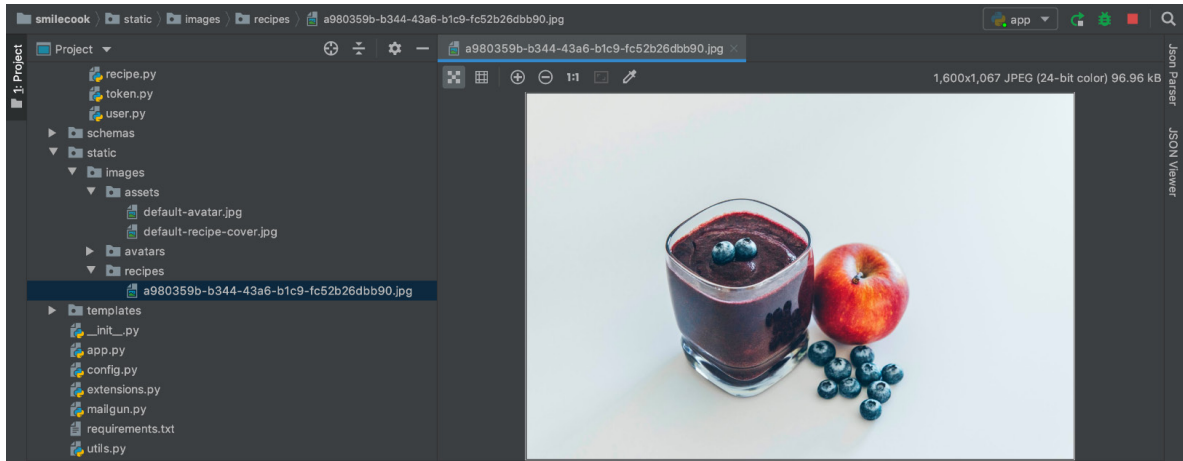 smilecook static images recipes a980359b-b344-43a6-b1c9-fc52b26dbb90.jpg app
1: Project
Project
a980359b-b344-43a6-b1c9-fc52b26dbb90.jpg
1:1
1,600x1,067 JPEG (24-bit color) 96.96 kB
recipe.py
token.py
user.py
schemas
static
images
assets
default-avatar.jpg
default-recipe-cover.jpg
avatars
recipes
a980359b-b344-43a6-b1c9-fc52b26dbb90.jpg
templates
__init__.py
app.py
config.py
extensions.py
mailgun.py
requirements.txt
utils.py
Json Parser
JSON Viewer